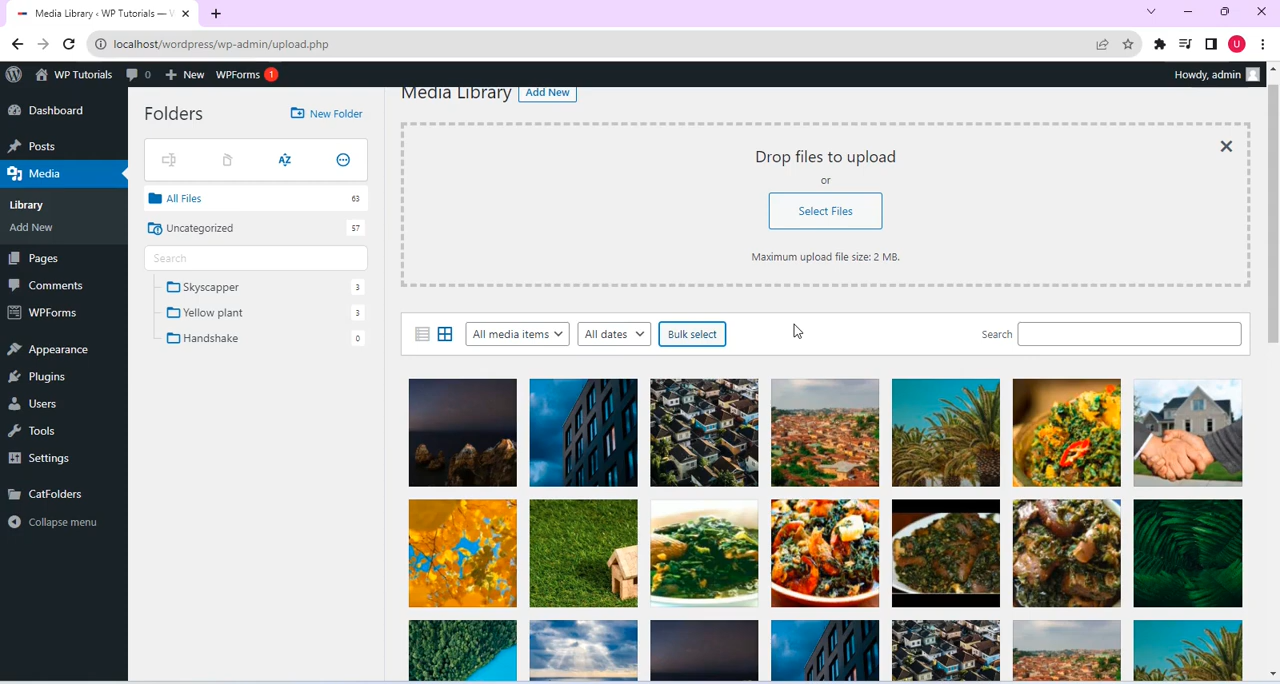 Media Library ‹ WP Tutorials —
localhost/wordpress/wp-admin/upload.php
U
WP Tutorials 0 New WPForms 1
Howdy, admin
Dashboard
Posts
Media
Library
Add New
Pages
Comments
WPForms
Appearance
Plugins
Users
Tools
Settings
CatFolders
Collapse menu
Folders
New Folder
AZ
All Files 63
Uncategorized 57
Search
Skyscapper 3
Yellow plant 3
Handshake 0
Media Library Add New
Drop files to upload
or
Select Files
Maximum upload file size: 2 MB.
All media items All dates Bulk select Search